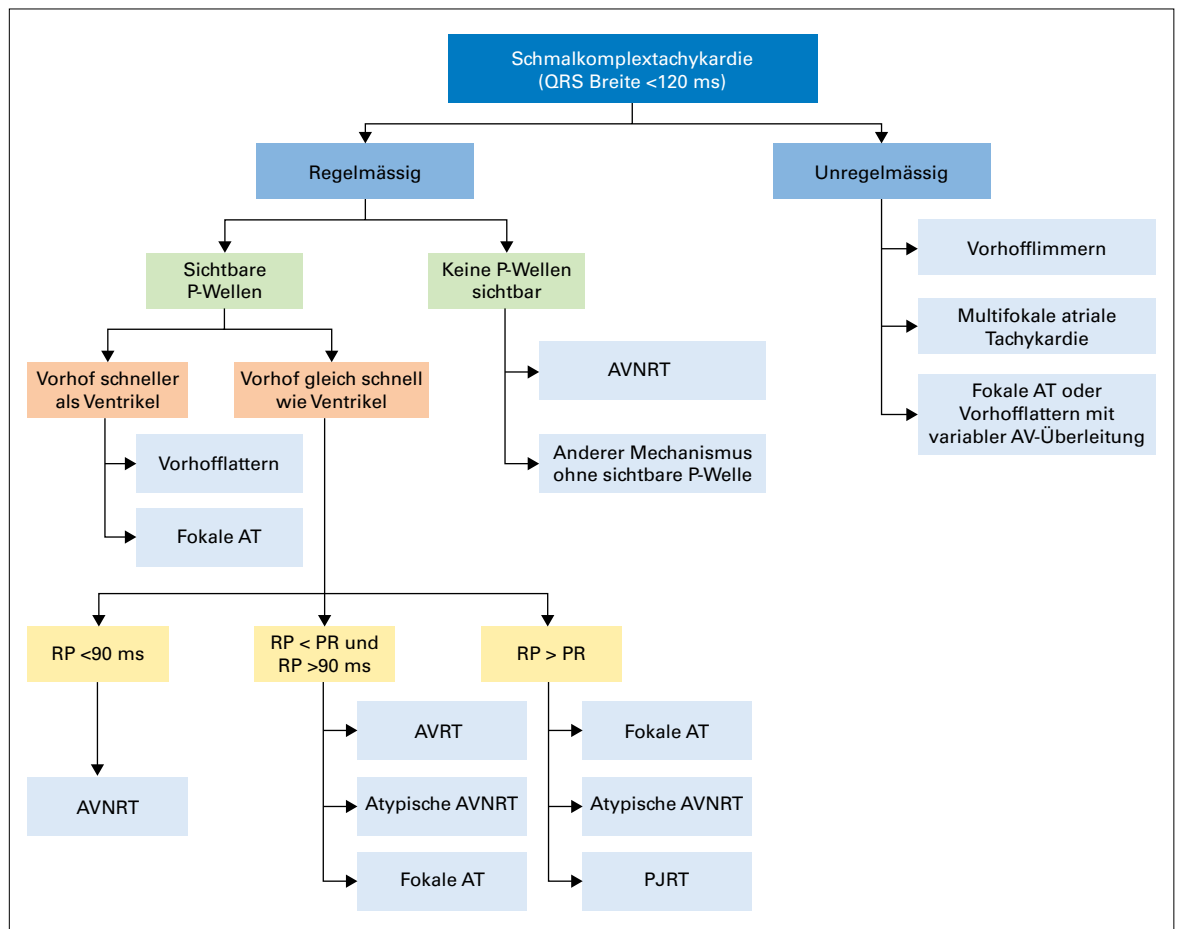 Schmalkomplextachykardie
(QRS Breite <120 ms)
Regelmässig
Unregelmässig
Sichtbare
P-Wellen
Keine P-Wellen
sichtbar
Vorhofflimmern
Multifokale atriale
Tachykardie
Fokale AT oder
Vorhofflattern mit
variabler AV-Überleitung
Vorhof schneller
als Ventrikel
Vorhof gleich schnell
wie Ventrikel
AVNRT
Anderer Mechanismus
ohne sichtbare P-Welle
Vorhofflattern
Fokale AT
RP <90 ms
RP < PR und
RP >90 ms
RP > PR
AVNRT
AVRT
Atypische AVNRT
Fokale AT
Fokale AT
Atypische AVNRT
PJRT